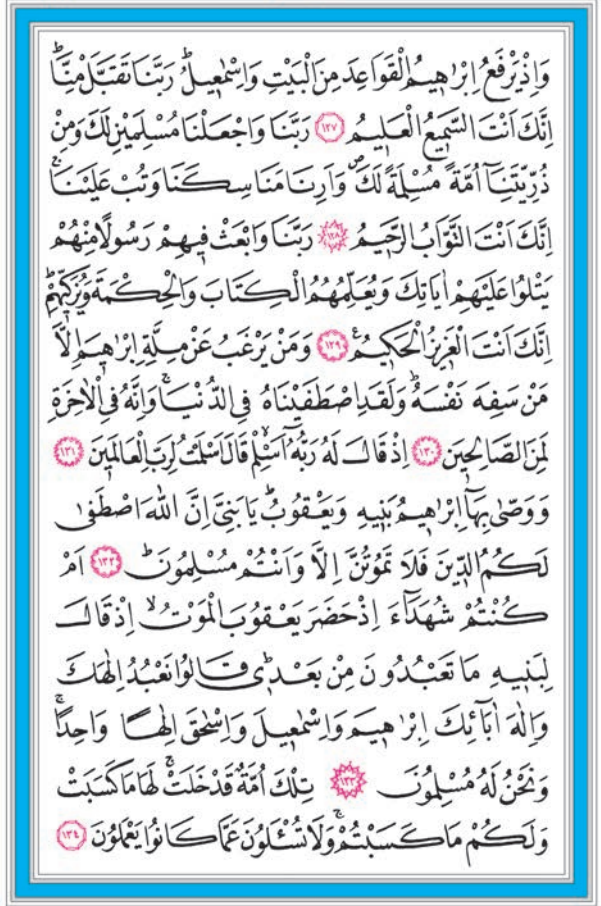 وَاِذْ يَرْفَعُ اِبْرٰهٖيمُ الْقَوَاعِدَ مِنَ الْبَيْتِ وَاِسْمٰعٖيلُۜ رَبَّنَا تَقَبَّلْ مِنَّاۜ
اِنَّكَ اَنْتَ السَّمٖيعُ الْعَلٖيمُ ﴿١٢٧﴾ رَبَّنَا وَاجْعَلْنَا مُسْلِمَيْنِ لَكَ وَمِنْ
ذُرِّيَّتِنَٓا اُمَّةً مُسْلِمَةً لَكَۖ وَاَرِنَا مَنَاسِكَنَا وَتُبْ عَلَيْنَاۚ
اِنَّكَ اَنْتَ التَّوَّابُ الرَّحٖيمُ ﴿١٢٨﴾ رَبَّنَا وَابْعَثْ فٖيهِمْ رَسُولًا مِنْهُمْ
يَتْلُوا عَلَيْهِمْ اٰيَاتِكَ وَيُعَلِّمُهُمُ الْكِتَابَ وَالْحِكْمَةَ وَيُزَكّٖيهِمْۜ
اِنَّكَ اَنْتَ الْعَزٖيزُ الْحَكٖيمُ ﴿١٢٩﴾ وَمَنْ يَرْغَبُ عَنْ مِلَّةِ اِبْرٰهٖيمَ اِلَّا
مَنْ سَفِهَ نَفْسَهُۜ وَلَقَدِ اصْطَفَيْنَاهُ فِي الدُّنْيَاۚ وَاِنَّهُ فِي الْاٰخِرَةِ
لَمِنَ الصَّالِحٖينَ ﴿١٣٠﴾ اِذْ قَالَ لَهُ رَبُّهُٓ اَسْلِمْۙ قَالَ اَسْلَمْتُ لِرَبِّ الْعَالَمٖينَ ﴿١٣١﴾
وَوَصّٰى بِهَٓا اِبْرٰهٖيمُ بَنٖيهِ وَيَعْقُوبُۜ يَا بَنِيَّ اِنَّ اللّٰهَ اصْطَفٰى
لَكُمُ الدّٖينَ فَلَا تَمُوتُنَّ اِلَّا وَاَنْتُمْ مُسْلِمُونَۜ ﴿١٣٢﴾ اَمْ
كُنْتُمْ شُهَدَٓاءَ اِذْ حَضَرَ يَعْقُوبَ الْمَوْتُۙ اِذْ قَالَ
لِبَنٖيهِ مَا تَعْبُدُونَ مِنْ بَعْدٖيۜ قَالُوا نَعْبُدُ اِلٰهَكَ
وَاِلٰهَ اٰبَٓائِكَ اِبْرٰهٖيمَ وَاِسْمٰعٖيلَ وَاِسْحٰقَ اِلٰهًا وَاحِدًاۚ
وَنَحْنُ لَهُ مُسْلِمُونَ ﴿١٣٣﴾ تِلْكَ اُمَّةٌ قَدْ خَلَتْۚ لَهَا مَا كَسَبَتْ
وَلَكُمْ مَا كَسَبْتُمْۚ وَلَا تُسْـَٔلُونَ عَمَّا كَانُوا يَعْمَلُونَ ﴿١٣٤﴾